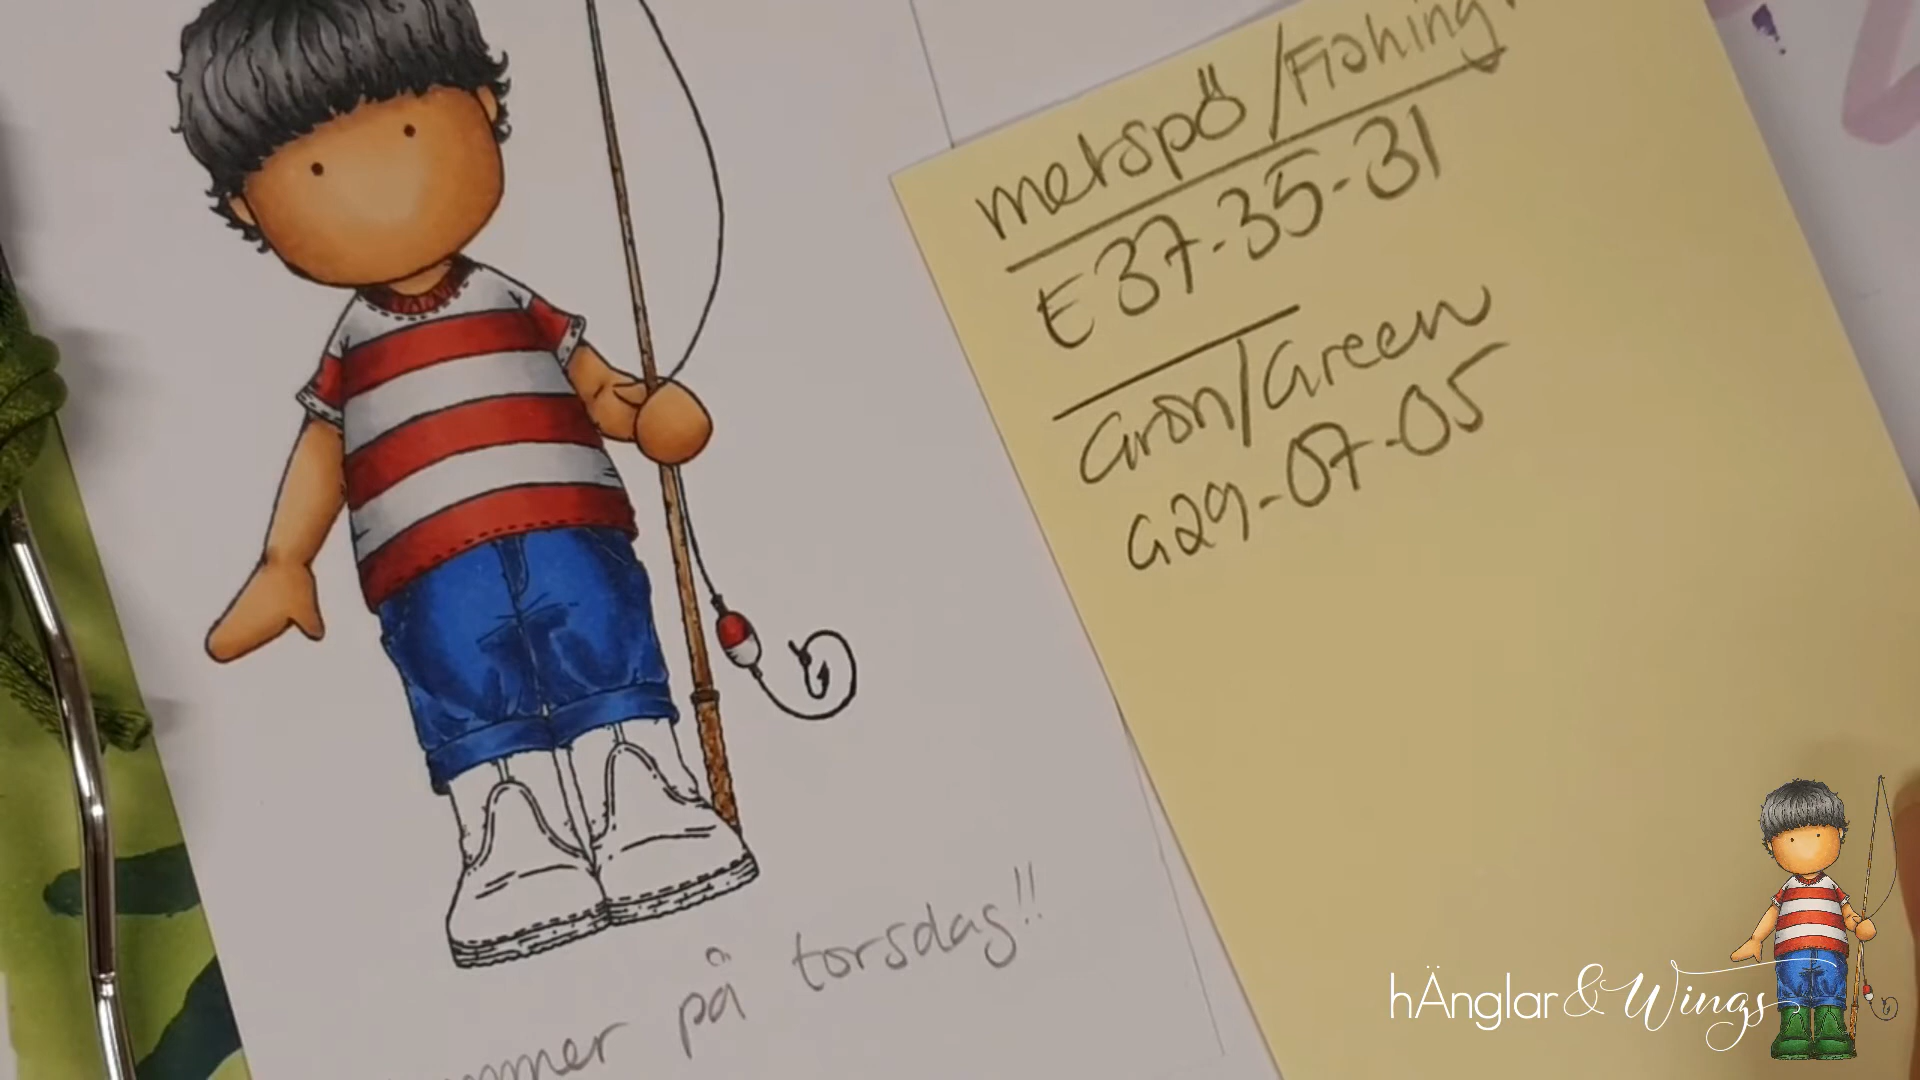 metspö/Fishing
E37-35-31
Grön/Green
G29-07-05
på torsdag!!
hÄnglar & Wings